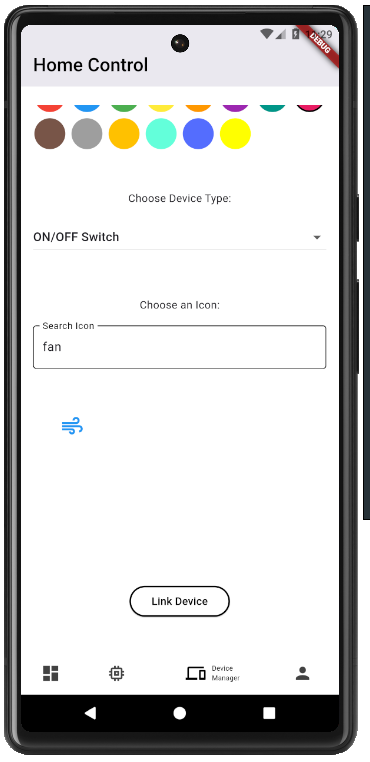 29
DEBUG
Home Control
Choose Device Type:
ON/OFF Switch
Choose an Icon:
Search Icon
fan
Link Device
Device
Manager